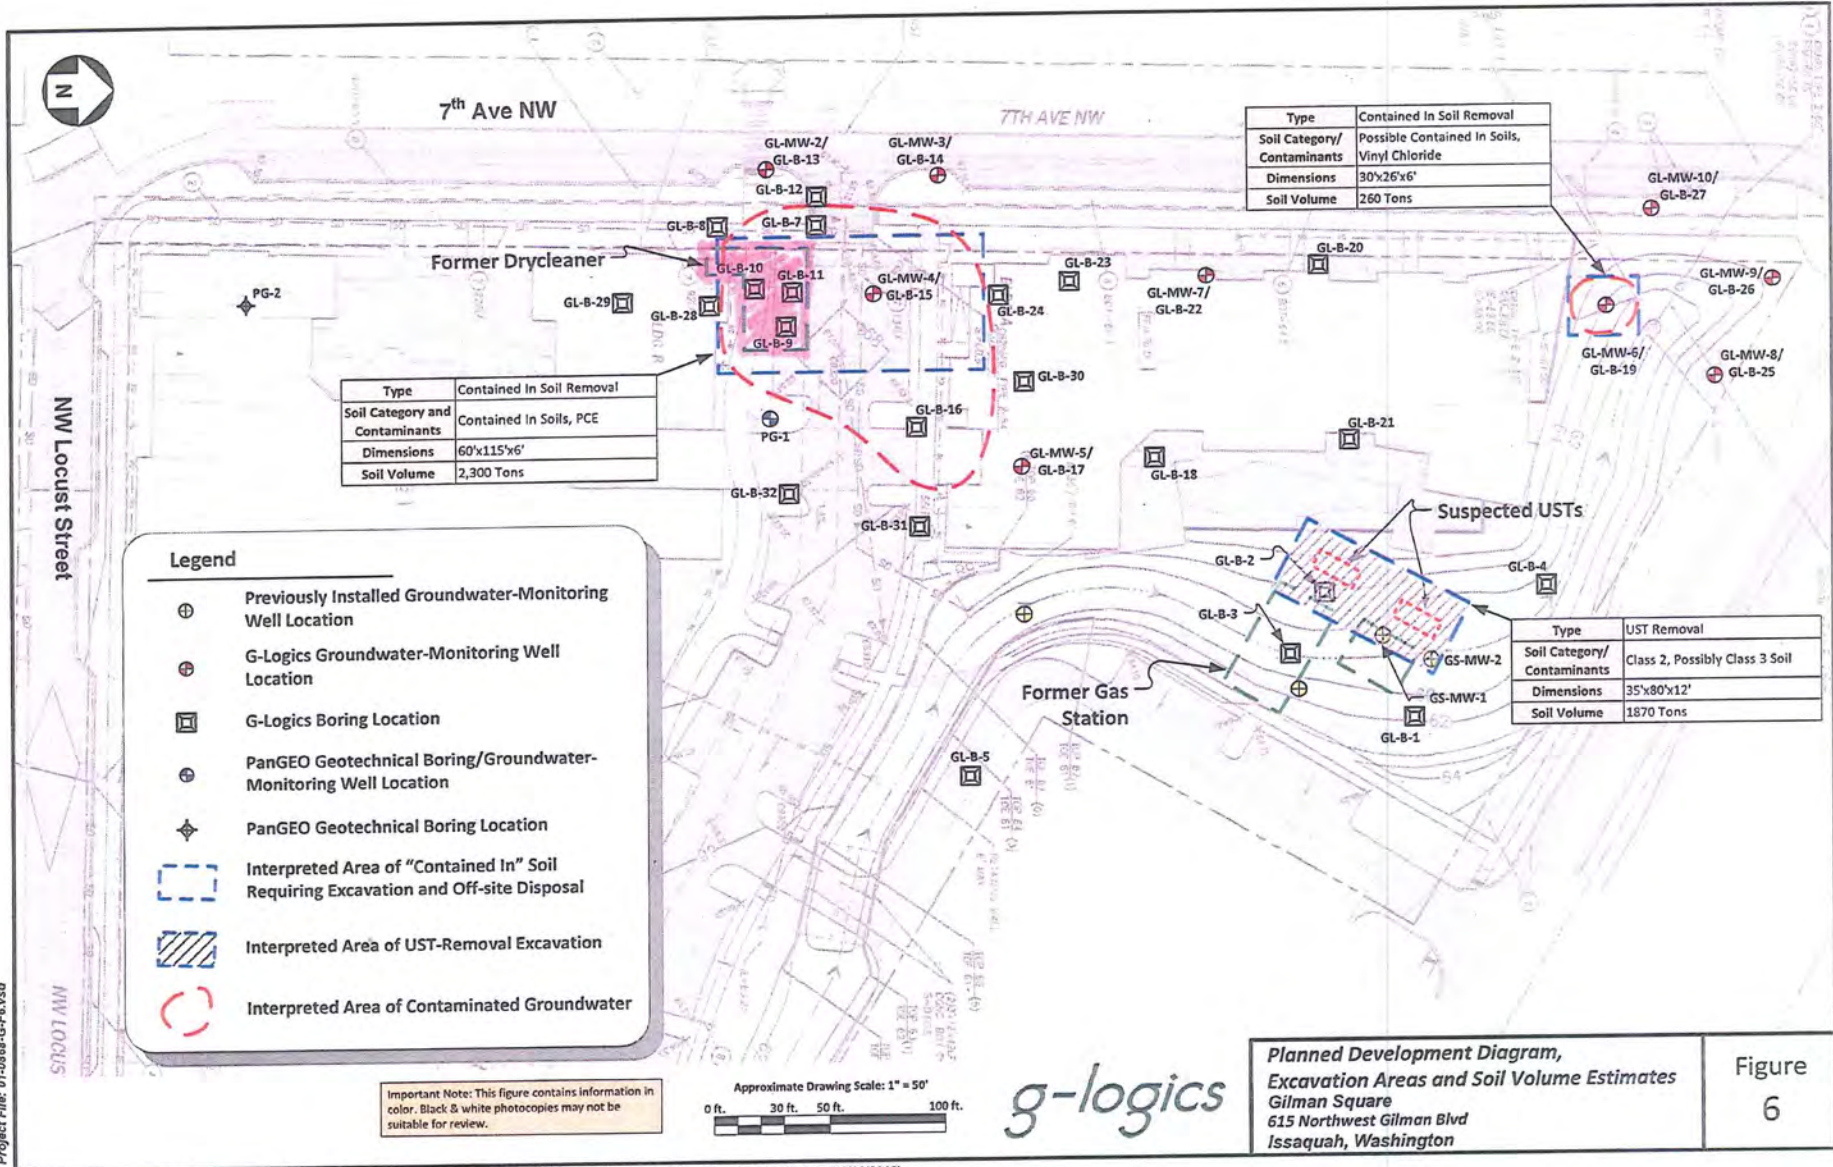 N
7th Ave NW
7TH AVE NW
GL-MW-2/
GL-B-13
GL-MW-3/
GL-B-14
GL-B-12
GL-B-7
GL-B-8
Former Drycleaner
GL-B-10
GL-B-11
GL-MW-4/
GL-B-15
GL-B-9
GL-B-28
GL-B-29
PG-2
GL-B-24
GL-B-23
GL-MW-7/
GL-B-22
GL-B-20
GL-B-30
GL-B-16
PG-1
GL-B-32
GL-B-31
GL-MW-5/
GL-B-17
GL-B-18
GL-B-21
GL-MW-10/
GL-B-27
GL-MW-9/
GL-B-26
GL-MW-6/
GL-B-19
GL-MW-8/
GL-B-25
Type Contained In Soil Removal
Soil Category/ Possible Contained In Soils,
Contaminants Vinyl Chloride
Dimensions 30'x26'x6'
Soil Volume 260 Tons
Type Contained In Soil Removal
Soil Category and
Contaminants Contained In Soils, PCE
Dimensions 60'x115'x6'
Soil Volume 2,300 Tons
Suspected USTs
GL-B-2
GL-B-3
GL-B-4
GS-MW-2
GS-MW-1
GL-B-1
GL-B-5
Former Gas
Station
62
64
Type UST Removal
Soil Category/
Contaminants Class 2, Possibly Class 3 Soil
Dimensions 35'x80'x12'
Soil Volume 1870 Tons
NW Locust Street
NW LOCUS
Legend
Previously Installed Groundwater-Monitoring
Well Location
G-Logics Groundwater-Monitoring Well
Location
G-Logics Boring Location
PanGEO Geotechnical Boring/Groundwater-
Monitoring Well Location
PanGEO Geotechnical Boring Location
Interpreted Area of "Contained In" Soil
Requiring Excavation and Off-site Disposal
Interpreted Area of UST-Removal Excavation
Interpreted Area of Contaminated Groundwater
Important Note: This figure contains information in
color. Black & white photocopies may not be
suitable for review.
Approximate Drawing Scale: 1" = 50'
0 ft. 30 ft. 50 ft. 100 ft.
g-logics
Planned Development Diagram,
Excavation Areas and Soil Volume Estimates
Gilman Square
615 Northwest Gilman Blvd
Issaquah, Washington
Figure
6
Project File: